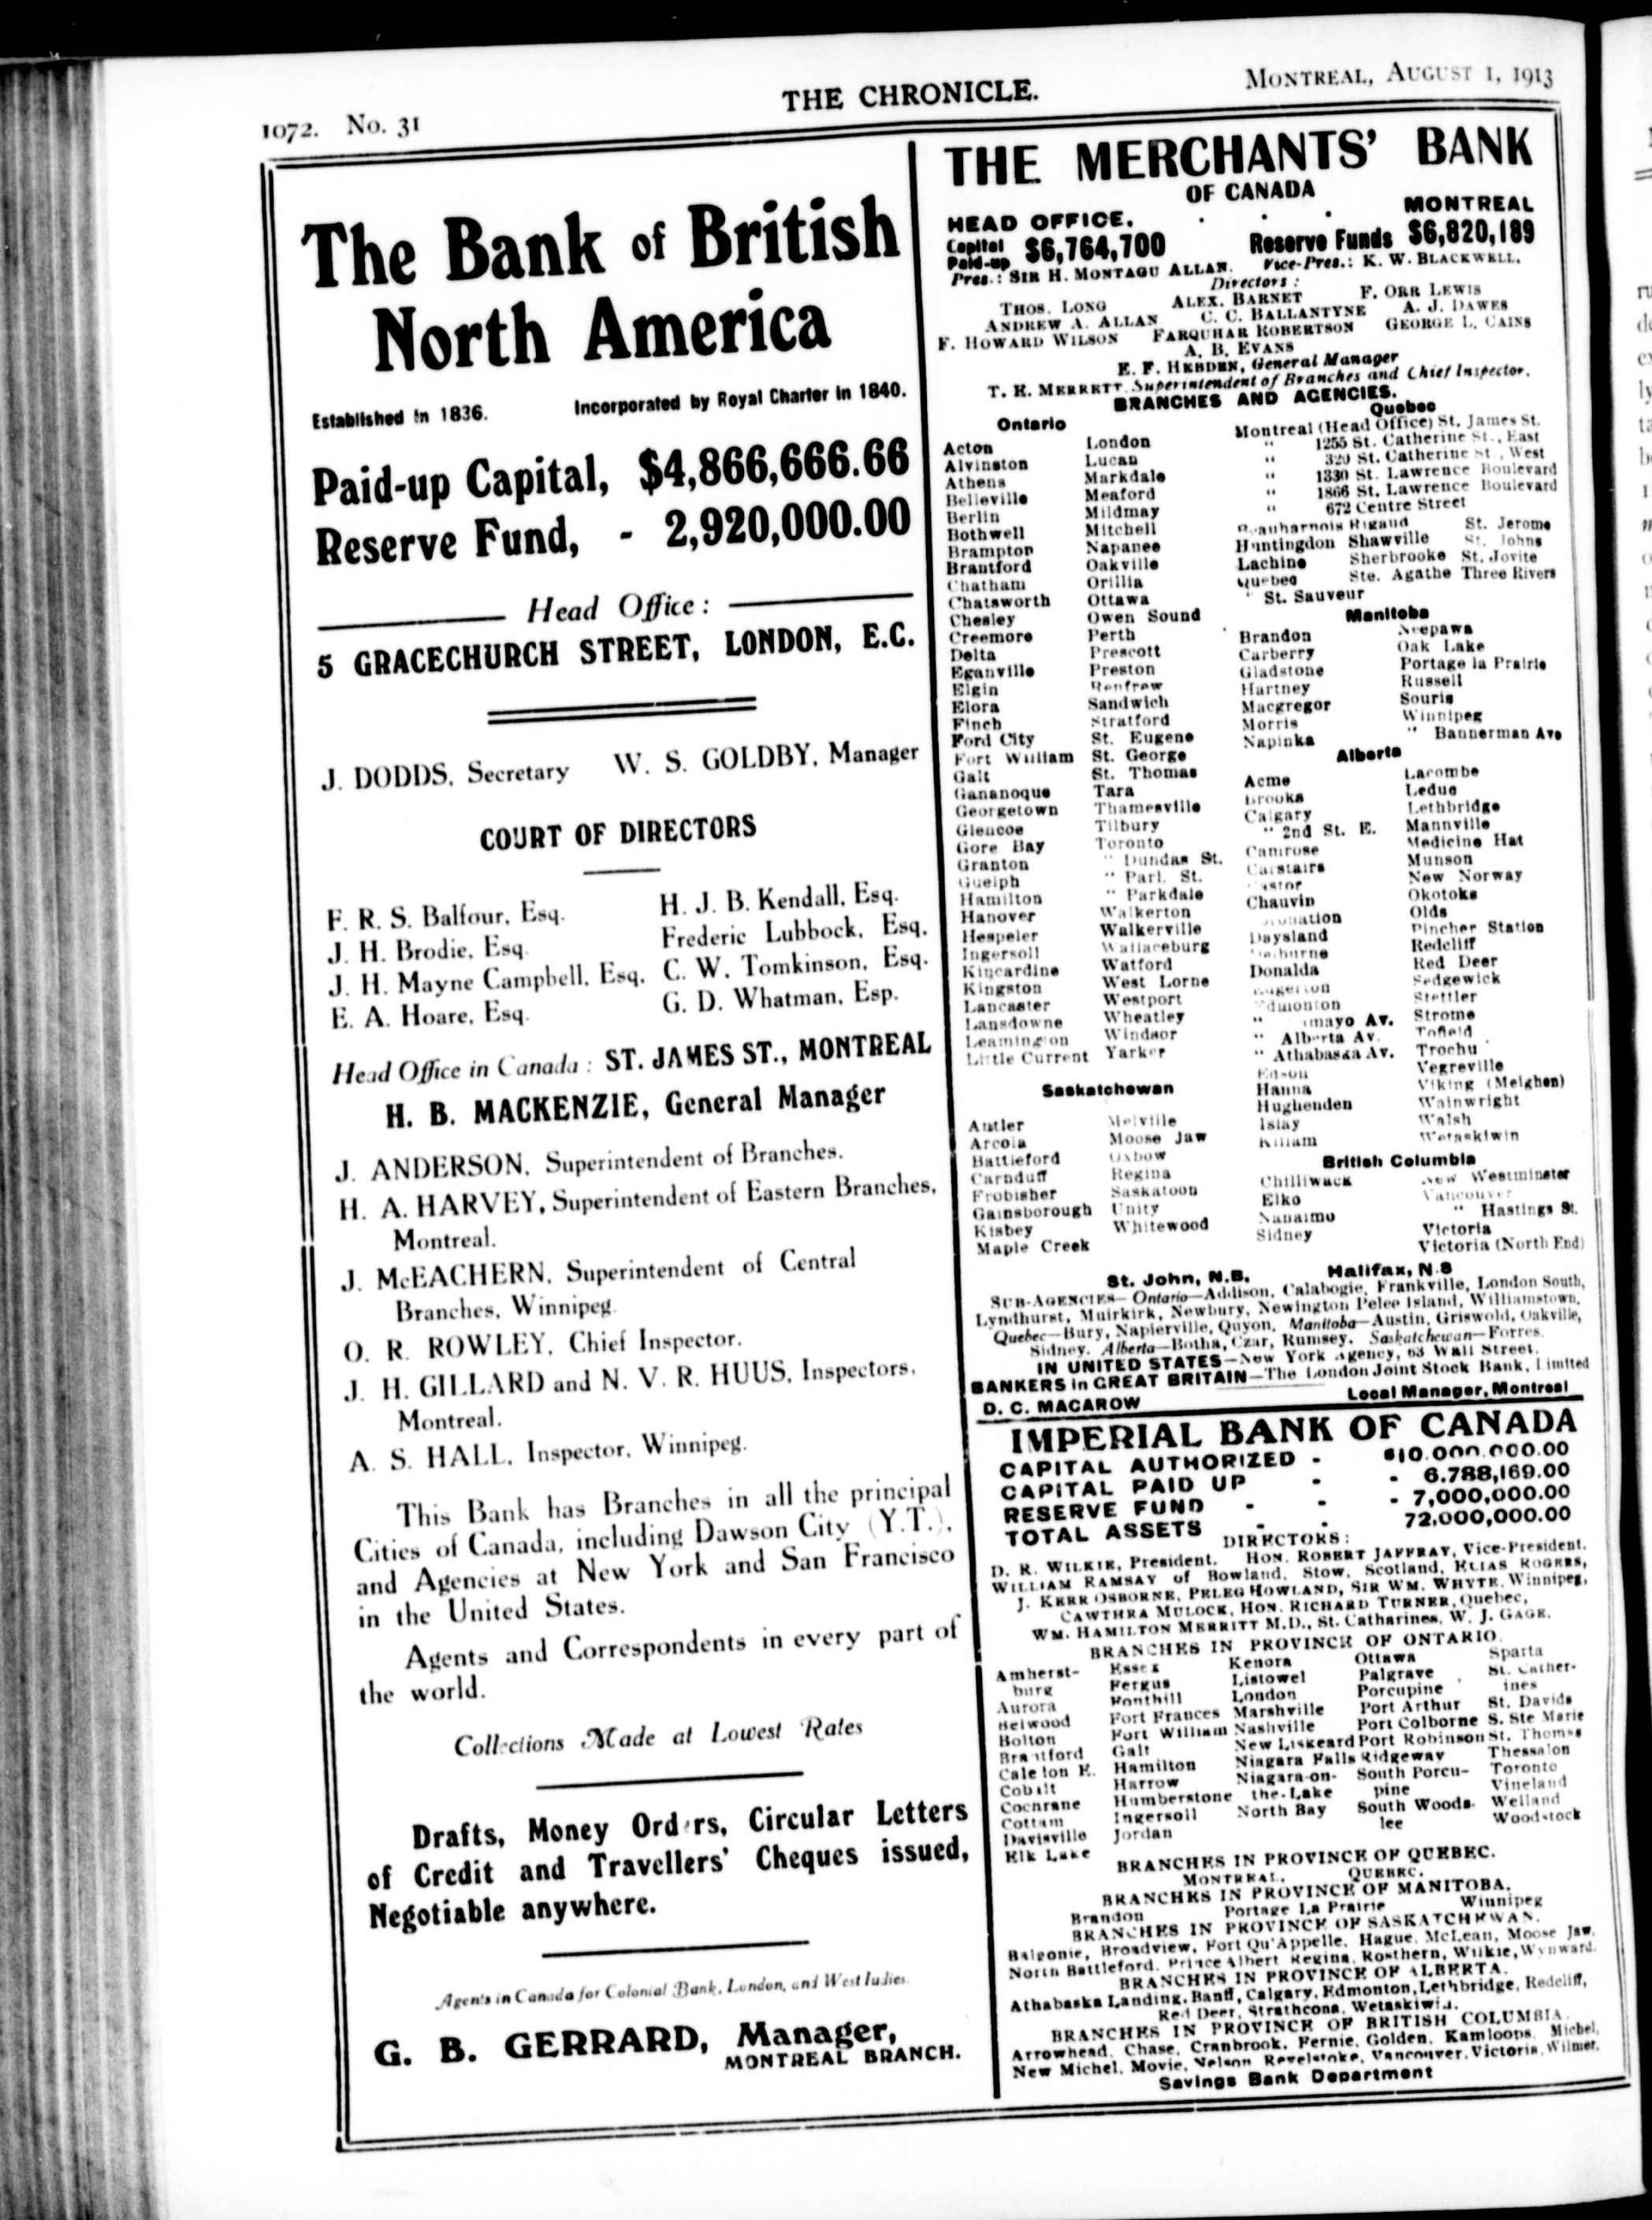 1072. No. 31
THE CHRONICLE.
MONTREAL, AUGUST 1, 1913
The Bank of British
North America
Established in 1836.
Incorporated by Royal Charter in 1840.
Paid-up Capital, $4,866,666.66
Reserve Fund, - 2,920,000.00
Head Office:
5 GRACECHURCH STREET, LONDON, E.C.
J. DODDS, Secretary W. S. GOLDBY, Manager
COURT OF DIRECTORS
F. R. S. Balfour, Esq.
J. H. Brodie, Esq.
J. H. Mayne Campbell, Esq.
E. A. Hoare, Esq.
H. J. B. Kendall, Esq.
Frederic Lubbock, Esq.
C. W. Tomkinson, Esq.
G. D. Whatman, Esp.
Head Office in Canada: ST. JAMES ST., MONTREAL
H. B. MACKENZIE, General Manager
J. ANDERSON, Superintendent of Branches.
H. A. HARVEY, Superintendent of Eastern Branches,
Montreal.
J. McEACHERN, Superintendent of Central
Branches, Winnipeg.
O. R. ROWLEY, Chief Inspector.
J. H. GILLARD and N. V. R. HUUS, Inspectors,
Montreal.
A. S. HALL, Inspector, Winnipeg.
This Bank has Branches in all the principal
Cities of Canada, including Dawson City (Y.T.),
and Agencies at New York and San Francisco
in the United States.
Agents and Correspondents in every part of
the world.
Collections Made at Lowest Rates
Drafts, Money Orders, Circular Letters
of Credit and Travellers' Cheques issued,
Negotiable anywhere.
Agents in Canada for Colonial Bank, London, and West Indies.
G. B. GERRARD, Manager,
MONTREAL BRANCH.
THE MERCHANTS' BANK
OF CANADA
HEAD OFFICE, . . . MONTREAL
Capital Paid-up $6,764,700 Reserve Funds $6,820,189
Pres.: SIR H. MONTAGU ALLAN. Vice-Pres.: K. W. BLACKWELL.
Directors:
THOS. LONG ALEX. BARNET F. ORR LEWIS
ANDREW A. ALLAN C. C. BALLANTYNE A. J. DAWES
F. HOWARD WILSON FARQUHAR ROBERTSON GEORGE L. CAINS
A. B. EVANS
E. F. HEBDEN, General Manager
T. E. MERRETT, Superintendent of Branches and Chief Inspector.
BRANCHES AND AGENCIES.
Ontario
Acton
Alvinston
Athens
Belleville
Berlin
Bothwell
Brampton
Brantford
Chatham
Chatsworth
Chesley
Creemore
Delta
Eganville
Elgin
Elora
Finch
Ford City
Fort William
Galt
Gananoque
Georgetown
Glencoe
Gore Bay
Granton
Guelph
Hamilton
Hanover
Hespeler
Ingersoll
Kincardine
Kingston
Lancaster
Lansdowne
Leamington
Little Current
London
Lucan
Markdale
Meaford
Mildmay
Mitchell
Napanee
Oakville
Orillia
Ottawa
Owen Sound
Perth
Prescott
Preston
Renfrew
Sandwich
Stratford
St. Eugene
St. George
St. Thomas
Tara
Thamesville
Tilbury
Toronto
" Dundas St.
" Parl. St.
" Parkdale
Walkerton
Walkerville
Wallaceburg
Watford
West Lorne
Westport
Wheatley
Windsor
Yarker
Quebec
Montreal (Head Office) St. James St.
" 1255 St. Catherine St., East
" 320 St. Catherine St., West
" 1330 St. Lawrence Boulevard
" 1866 St. Lawrence Boulevard
" 672 Centre Street
Beauharnois Rigaud St. Jerome
Huntingdon Shawville St. Johns
Lachine Sherbrooke St. Jovite
Quebec Ste. Agathe Three Rivers
" St. Sauveur
Manitoba
Brandon
Carberry
Gladstone
Hartney
Macgregor
Morris
Napinka
Neepawa
Oak Lake
Portage la Prairie
Russell
Souris
Winnipeg
" Bannerman Ave
Alberta
Acme
Brooks
Calgary
" 2nd St. E.
Camrose
Carstairs
Castor
Chauvin
Coronation
Daysland
Delburne
Donalda
Edgerton
Edmonton
" Av.
" Alberta Av.
" Athabasca Av.
Edson
Hanna
Hughenden
Islay
Killam
Lacombe
Leduc
Lethbridge
Mannville
Medicine Hat
Munson
New Norway
Okotoks
Olds
Pincher Station
Redcliff
Red Deer
Sedgewick
Stettler
Strome
Tofield
Trochu
Vegreville
Viking (Meighen)
Wainwright
Walsh
Wetaskiwin
Saskatchewan
Antler
Arcola
Battleford
Carnduff
Frobisher
Gainsborough
Kisbey
Maple Creek
Melville
Moose Jaw
Oxbow
Regina
Saskatoon
Unity
Whitewood
British Columbia
Chilliwack
Elko
Nanaimo
Sidney
New Westminster
Vancouver
" Hastings St.
Victoria
Victoria (North End)
St. John, N.B. Halifax, N.S
SUB-AGENCIES—Ontario—Addison, Calabogie, Frankville, London South,
Lyndhurst, Muirkirk, Newbury, Newington Pelee Island, Williamstown,
Quebec—Bury, Napierville, Quyon, Manitoba—Austin, Griswold, Oakville,
Sidney. Alberta—Botha, Czar, Rumsey. Saskatchewan—Forres.
IN UNITED STATES—New York Agency, 63 Wall Street.
BANKERS in GREAT BRITAIN—The London Joint Stock Bank, Limited
D. C. MACAROW Local Manager, Montreal
IMPERIAL BANK OF CANADA
CAPITAL AUTHORIZED - $10,000,000.00
CAPITAL PAID UP - - 6,788,169.00
RESERVE FUND - - - 7,000,000.00
TOTAL ASSETS - - 72,000,000.00
DIRECTORS:
D. R. WILKIE, President. HON. ROBERT JAFFRAY, Vice-President.
WILLIAM RAMSAY of Bowland, Stow, Scotland, ELIAS ROGERS,
J. KERR OSBORNE, PELEG HOWLAND, SIR WM. WHYTE, Winnipeg,
CAWTHRA MULOCK, HON. RICHARD TURNER, Quebec,
WM. HAMILTON MERRITT M.D., St. Catharines, W. J. GAGE.
BRANCHES IN PROVINCE OF ONTARIO.
Amherst-
burg
Aurora
Belwood
Bolton
Brantford
Caledon E.
Cobalt
Cochrane
Cottam
Davisville
Elk Lake
Essex
Fergus
Fonthill
Fort Frances
Fort William
Galt
Hamilton
Harrow
Humberstone
Ingersoll
Jordan
Kenora
Listowel
London
Marshville
Nashville
New Liskeard
Niagara Falls
Niagara-on-
the-Lake
North Bay
Ottawa
Palgrave
Porcupine
Port Arthur
Port Colborne
Port Robinson
Ridgeway
South Porcu-
pine
South Woods-
lee
Sparta
St. Cather-
ines
St. Davids
S. Ste Marie
St. Thomas
Thessalon
Toronto
Vineland
Welland
Woodstock
BRANCHES IN PROVINCE OF QUEBEC.
MONTREAL, QUEBEC.
BRANCHES IN PROVINCE OF MANITOBA.
Brandon Portage La Prairie Winnipeg
BRANCHES IN PROVINCE OF SASKATCHEWAN.
Balgonie, Broadview, Fort Qu'Appelle, Hague, McLean, Moose Jaw,
North Battleford, Prince Albert Regina, Rosthern, Wilkie, Wynward.
BRANCHES IN PROVINCE OF ALBERTA.
Athabaska Landing, Banff, Calgary, Edmonton, Lethbridge, Redcliff,
Red Deer, Strathcona, Wetaskiwin.
BRANCHES IN PROVINCE OF BRITISH COLUMBIA.
Arrowhead, Chase, Cranbrook, Fernie, Golden, Kamloops, Michel,
New Michel, Movie, Nelson Revelstoke, Vancouver, Victoria, Wilmer.
Savings Bank Department